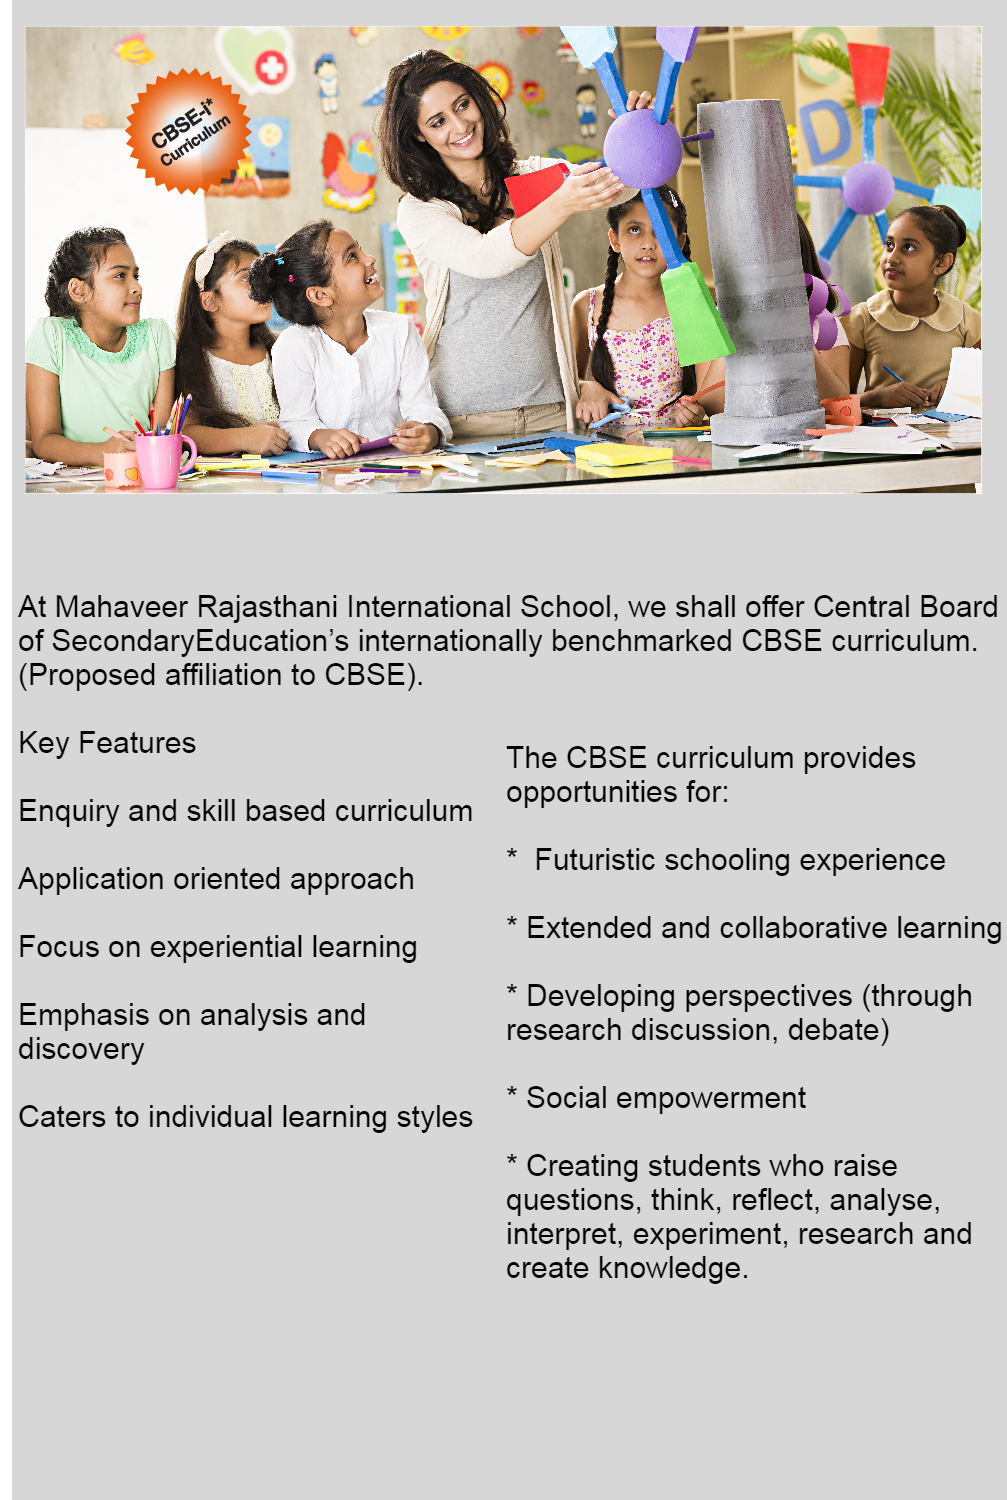 CBSE-i*
Curriculum
At Mahaveer Rajasthani International School, we shall offer Central Board
of SecondaryEducation’s internationally benchmarked CBSE curriculum.
(Proposed affiliation to CBSE).
Key Features
Enquiry and skill based curriculum
Application oriented approach
Focus on experiential learning
Emphasis on analysis and
discovery
Caters to individual learning styles
The CBSE curriculum provides
opportunities for:
*  Futuristic schooling experience
* Extended and collaborative learning
* Developing perspectives (through
research discussion, debate)
* Social empowerment
* Creating students who raise
questions, think, reflect, analyse,
interpret, experiment, research and
create knowledge.